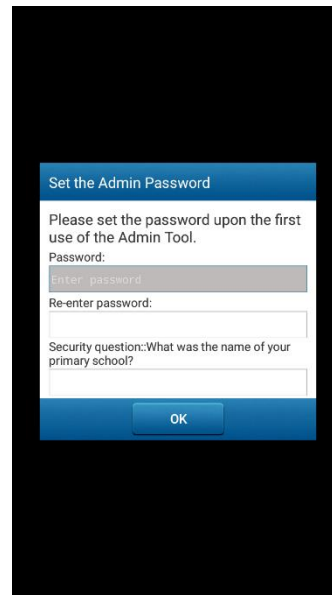 Set the Admin Password
Please set the password upon the first
use of the Admin Tool.
Password:
Enter password
Re-enter password:
Security question::What was the name of your
primary school?
OK